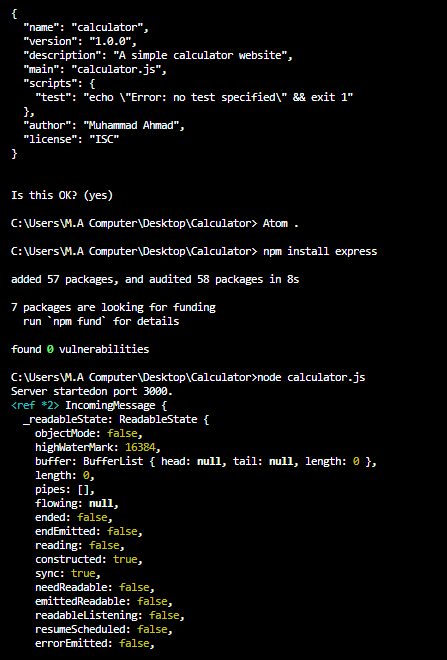 {
  "name": "calculator",
  "version": "1.0.0",
  "description": "A simple calculator website",
  "main": "calculator.js",
  "scripts": {
    "test": "echo \"Error: no test specified\" && exit 1"
  },
  "author": "Muhammad Ahmad",
  "license": "ISC"
}
Is this OK? (yes)
C:\Users\M.A Computer\Desktop\Calculator> Atom .
C:\Users\M.A Computer\Desktop\Calculator> npm install express
added 57 packages, and audited 58 packages in 8s
7 packages are looking for funding
  run `npm fund` for details
found 0 vulnerabilities
C:\Users\M.A Computer\Desktop\Calculator>node calculator.js
Server startedon port 3000.
<ref *2> IncomingMessage {
  _readableState: ReadableState {
    objectMode: false,
    highWaterMark: 16384,
    buffer: BufferList { head: null, tail: null, length: 0 },
    length: 0,
    pipes: [],
    flowing: null,
    ended: false,
    endEmitted: false,
    reading: false,
    constructed: true,
    sync: true,
    needReadable: false,
    emittedReadable: false,
    readableListening: false,
    resumeScheduled: false,
    errorEmitted: false,